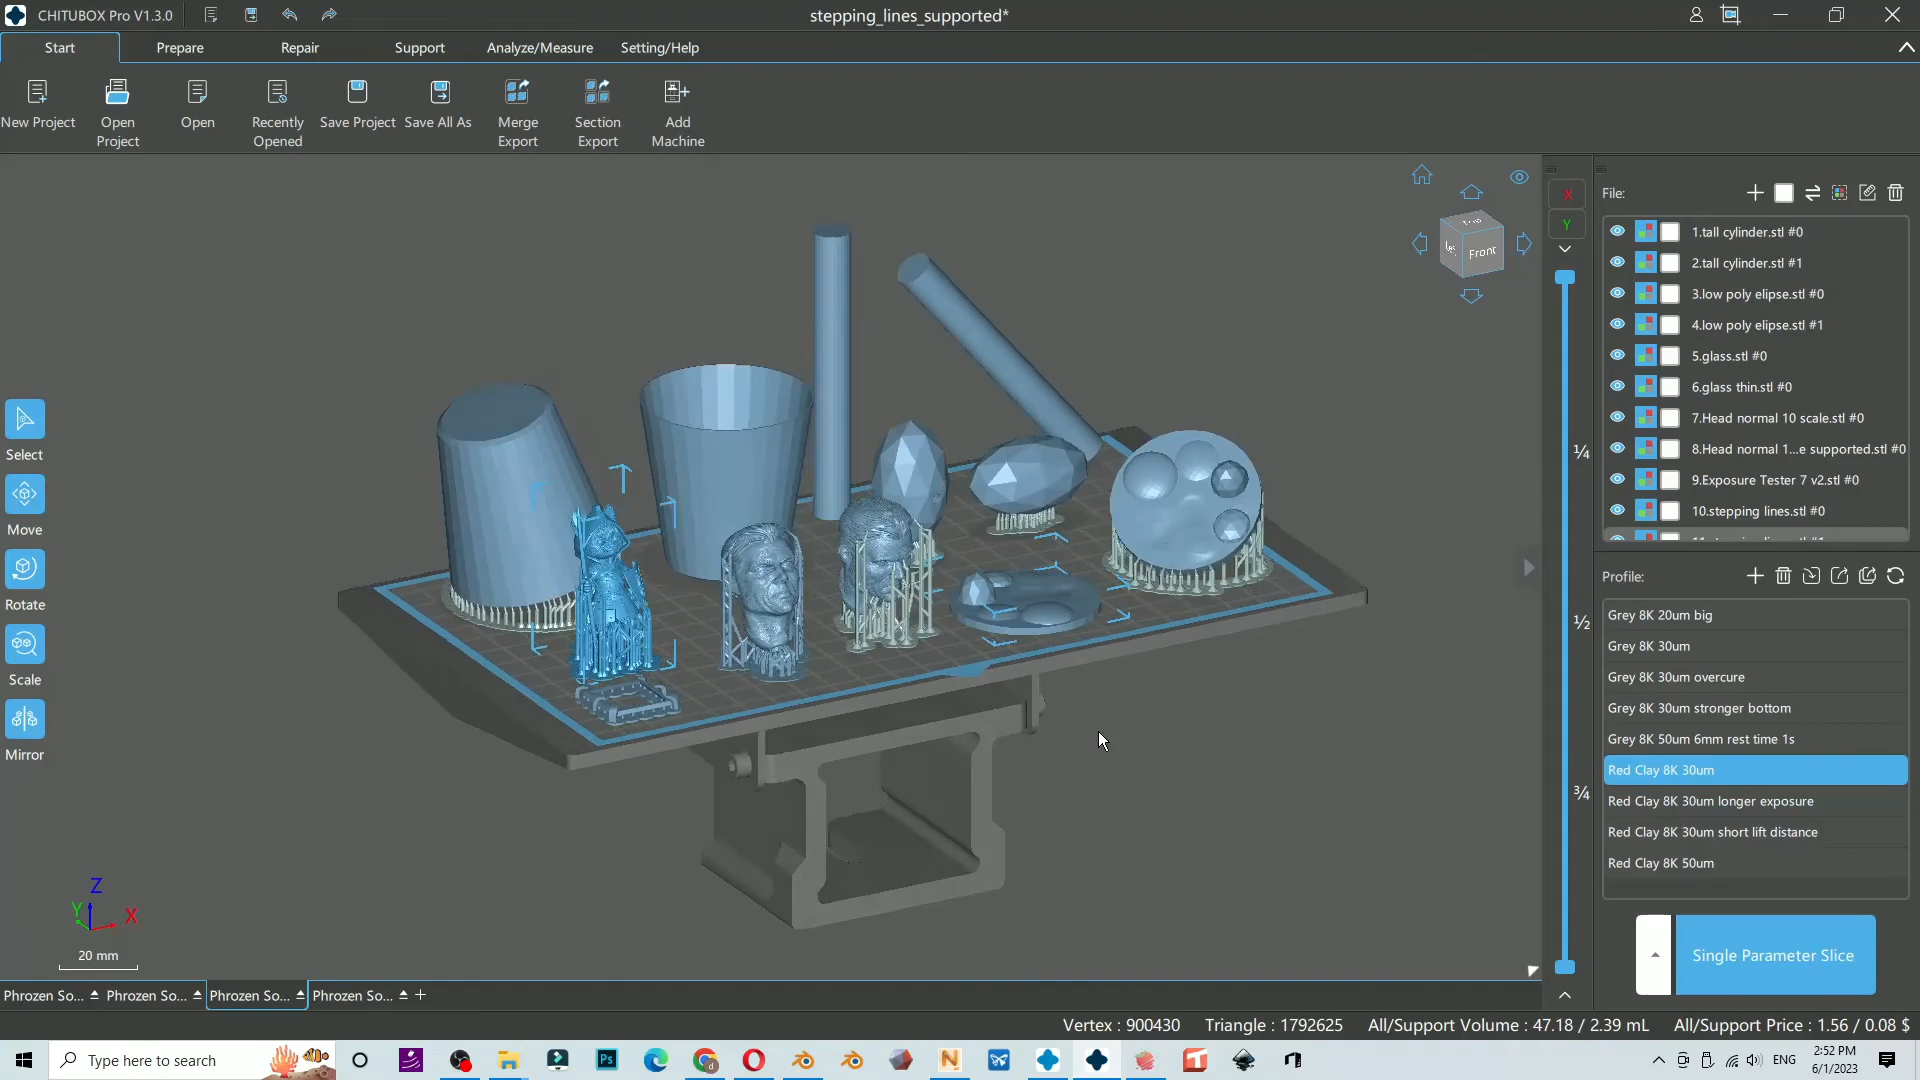 CHITUBOX Pro V1.3.0
stepping_lines_supported*
Start
Prepare
Repair
Support
Analyze/Measure
Setting/Help
New Project
Open Project
Open
Recently Opened
Save Project
Save All As
Merge Export
Section Export
Add Machine
Select
Move
Rotate
Scale
Mirror
Front
X
Y
¼
½
¾
File:
1.tall cylinder.stl #0
2.tall cylinder.stl #1
3.low poly elipse.stl #0
4.low poly elipse.stl #1
5.glass.stl #0
6.glass thin.stl #0
7.Head normal 10 scale.stl #0
8.Head normal 1...e supported.stl #0
9.Exposure Tester 7 v2.stl #0
10.stepping lines.stl #0
Profile:
Grey 8K 20um big
Grey 8K 30um
Grey 8K 30um overcure
Grey 8K 30um stronger bottom
Grey 8K 50um 6mm rest time 1s
Red Clay 8K 30um
Red Clay 8K 30um longer exposure
Red Clay 8K 30um short lift distance
Red Clay 8K 50um
Single Parameter Slice
Z
Y
X
20 mm
Phrozen So...
Phrozen So...
Phrozen So...
Phrozen So...
Vertex : 900430
Triangle : 1792625
All/Support Volume : 47.18 / 2.39 mL
All/Support Price : 1.56 / 0.08 $
Type here to search
Ps
ENG
2:52 PM
6/1/2023